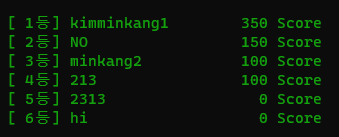 [ 1등] kimminkang1 350 Score
[ 2등] NO 150 Score
[ 3등] minkang2 100 Score
[ 4등] 213 100 Score
[ 5등] 2313 0 Score
[ 6등] hi 0 Score